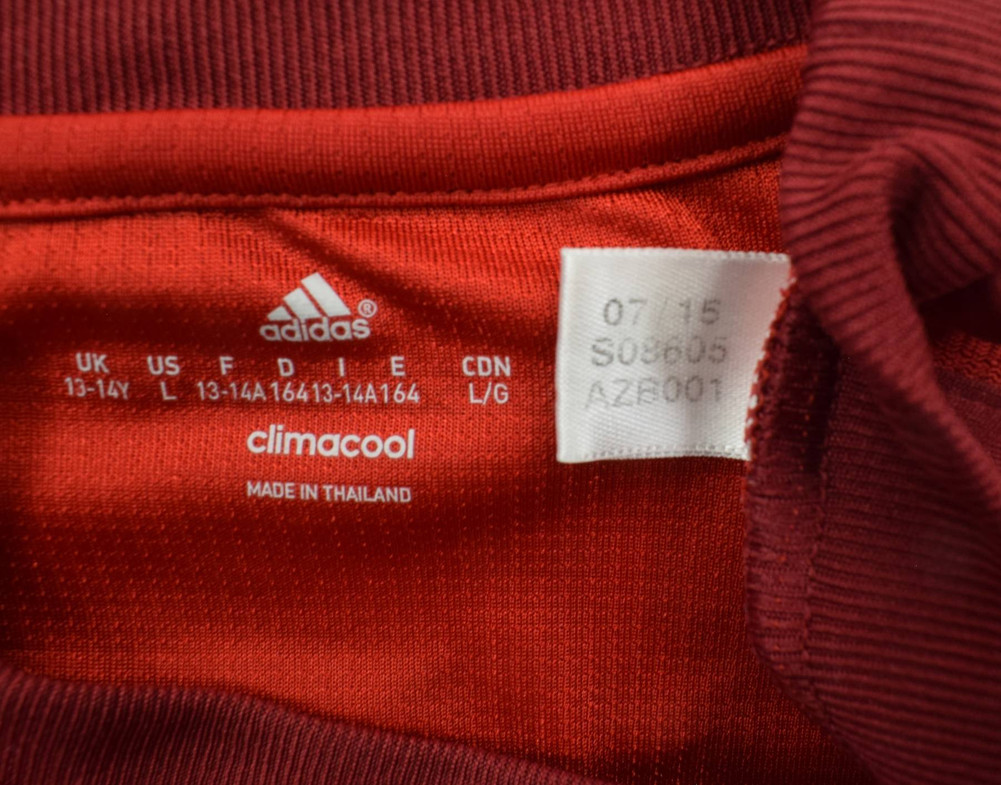 adidas®
UK US F D I E CDN
13-14Y L 13-14A 164 13-14A 164 L/G
climacool
MADE IN THAILAND
07/15
S08605
AZB001